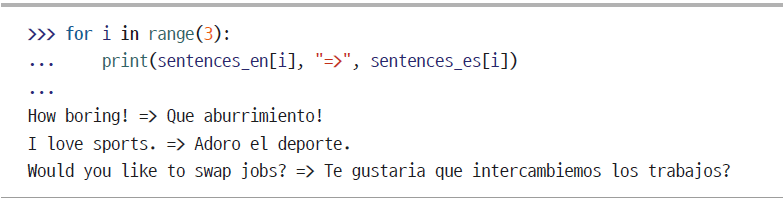 >>> for i in range(3):
...     print(sentences_en[i], "=>", sentences_es[i])
...
How boring! => Que aburrimiento!
I love sports. => Adoro el deporte.
Would you like to swap jobs? => Te gustaria que intercambiemos los trabajos?